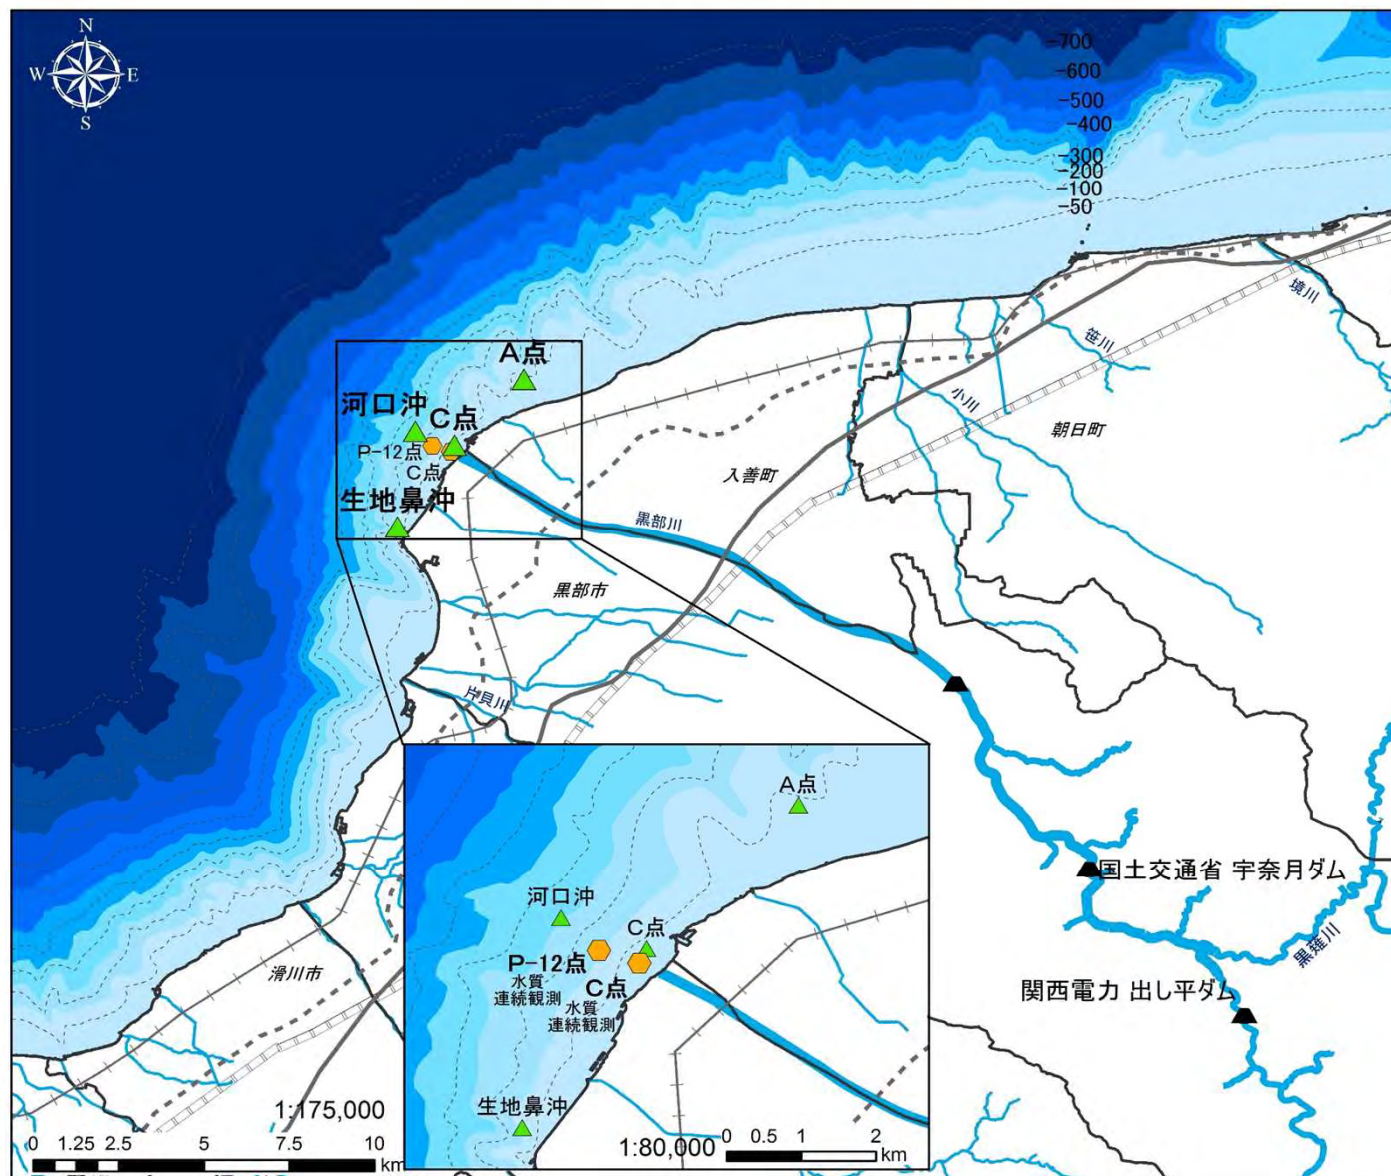 N
W
E
S
-700
-600
-500
-400
-300
-200
-100
-50
境川
笹川
小川
朝日町
A点
河口沖
C点
P-12点
C点
入善町
生地鼻沖
黒部川
黒部市
片貝川
A点
河口沖
C点
国土交通省 宇奈月ダム
P-12点
水質
連続観測
C点
水質
連続観測
黒薙川
滑川市
関西電力 出し平ダム
生地鼻沖
1:175,000
0 1.25 2.5 5 7.5 10
km
1:80,000
0 0.5 1 2
km